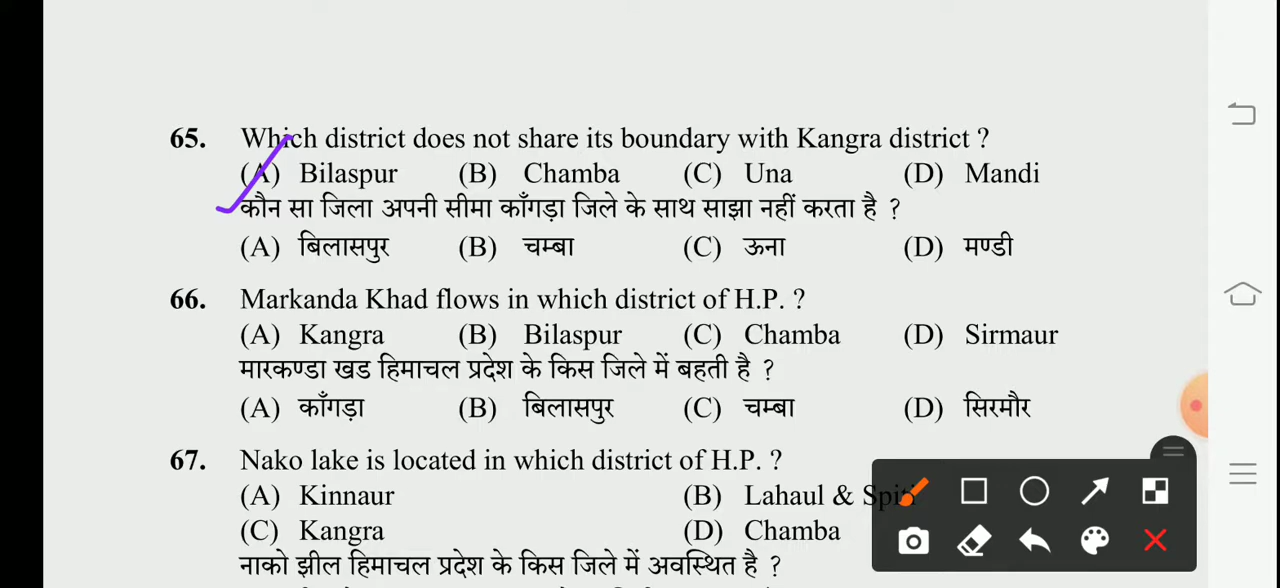 65. Which district does not share its boundary with Kangra district ?
(A) Bilaspur (B) Chamba (C) Una (D) Mandi
कौन सा जिला अपनी सीमा काँगड़ा जिले के साथ साझा नहीं करता है ?
(A) बिलासपुर (B) चम्बा (C) ऊना (D) मण्डी
66. Markanda Khad flows in which district of H.P. ?
(A) Kangra (B) Bilaspur (C) Chamba (D) Sirmaur
मारकण्डा खड हिमाचल प्रदेश के किस जिले में बहती है ?
(A) काँगड़ा (B) बिलासपुर (C) चम्बा (D) सिरमौर
67. Nako lake is located in which district of H.P. ?
(A) Kinnaur (B) Lahaul & Spiti
(C) Kangra (D) Chamba
नाको झील हिमाचल प्रदेश के किस जिले में अवस्थित है ?